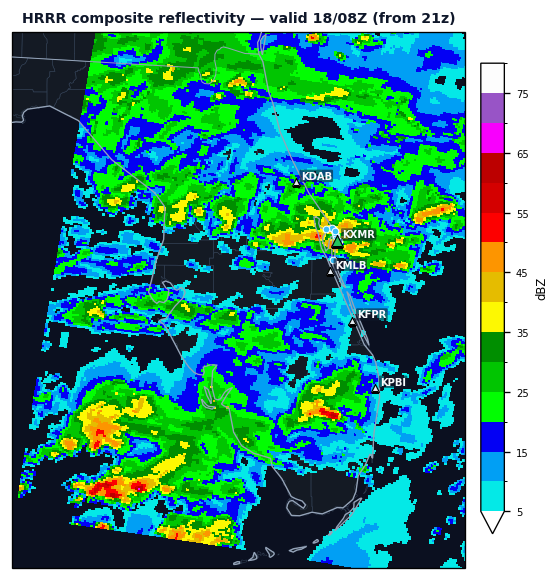 HRRR composite reflectivity — valid 18/08Z (from 21z)
KDAB
KXMR
KMLB
KFPR
KPBI
75
65
55
45
35
25
15
5
dBZ